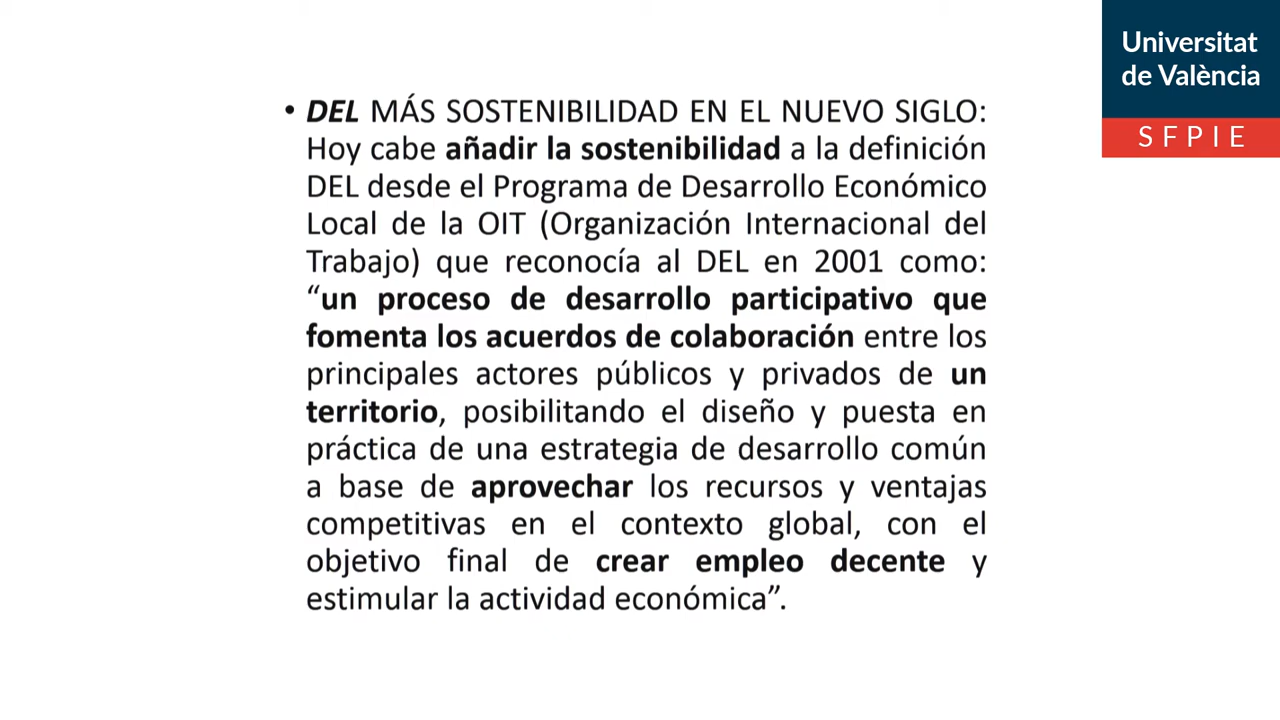 Universitat
de València
SFPIE
• DEL MÁS SOSTENIBILIDAD EN EL NUEVO SIGLO:
Hoy cabe añadir la sostenibilidad a la definición
DEL desde el Programa de Desarrollo Económico
Local de la OIT (Organización Internacional del
Trabajo) que reconocía al DEL en 2001 como:
“un proceso de desarrollo participativo que
fomenta los acuerdos de colaboración entre los
principales actores públicos y privados de un
territorio, posibilitando el diseño y puesta en
práctica de una estrategia de desarrollo común
a base de aprovechar los recursos y ventajas
competitivas en el contexto global, con el
objetivo final de crear empleo decente y
estimular la actividad económica”.